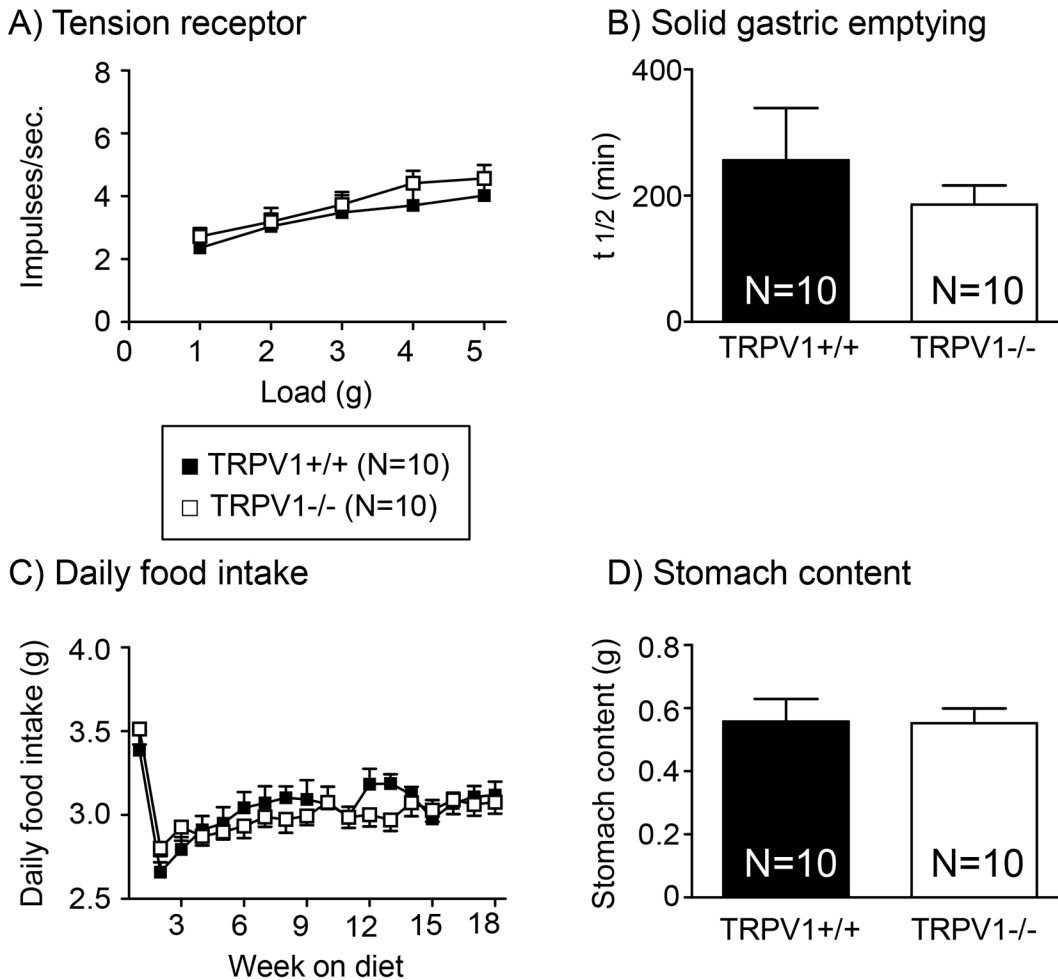 A) Tension receptor
Impulses/sec.
8
6
4
2
0
0 1 2 3 4 5
Load (g)
B) Solid gastric emptying
t 1/2 (min)
400
200
0
N=10 N=10
TRPV1+/+ TRPV1-/-
TRPV1+/+ (N=10)
TRPV1-/- (N=10)
C) Daily food intake
Daily food intake (g)
4.0
3.5
3.0
2.5
3 6 9 12 15 18
Week on diet
D) Stomach content
Stomach content (g)
0.8
0.6
0.4
0.2
0
N=10 N=10
TRPV1+/+ TRPV1-/-